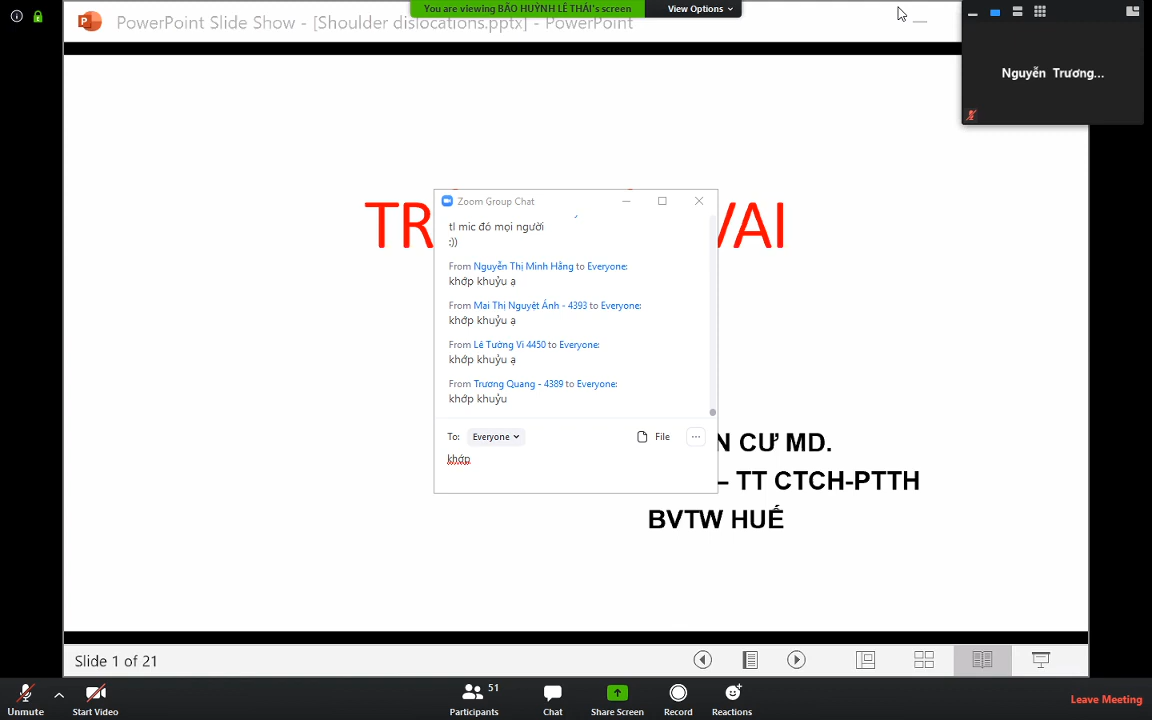 PowerPoint Slide Show - [Shoulder dislocations.pptx] - PowerPoint
You are viewing BẢO HUỲNH LÊ THÁI's screen
View Options
Nguyễn Trương...
TR
VAI
Zoom Group Chat
tl mic đó mọi người
:))
From Nguyễn Thị Minh Hằng to Everyone:
khớp khuỷu ạ
From Mai Thị Nguyệt Ánh - 4393 to Everyone:
khớp khuỷu ạ
From Lê Tường Vi 4450 to Everyone:
khớp khuỷu ạ
From Trương Quang - 4389 to Everyone:
khớp khuỷu
To: Everyone
File
khớp
N CƯ MD.
– TT CTCH-PTTH
BVTW HUẾ
Slide 1 of 21
Unmute
Start Video
Participants
51
Chat
Share Screen
Record
Reactions
Leave Meeting